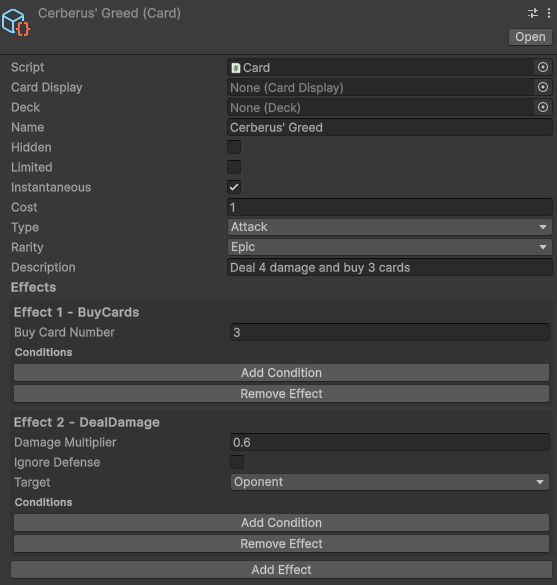 Cerberus' Greed (Card)
Open
Script
Card
Card Display
None (Card Display)
Deck
None (Deck)
Name
Cerberus' Greed
Hidden
Limited
Instantaneous
Cost
1
Type
Attack
Rarity
Epic
Description
Deal 4 damage and buy 3 cards
Effects
Effect 1 - BuyCards
Buy Card Number
3
Conditions
Add Condition
Remove Effect
Effect 2 - DealDamage
Damage Multiplier
0.6
Ignore Defense
Target
Oponent
Conditions
Add Condition
Remove Effect
Add Effect